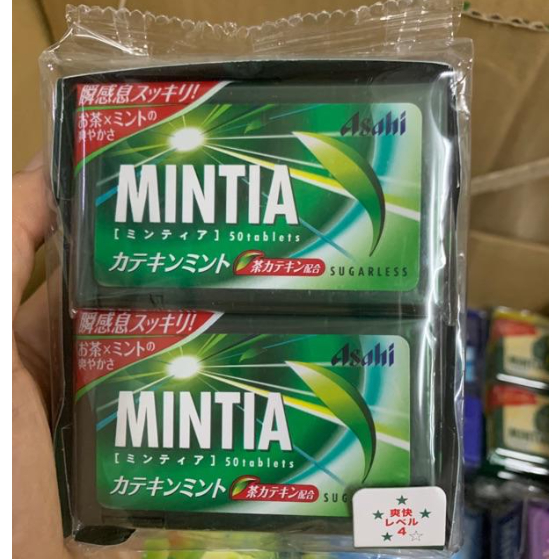 瞬感息スッキリ!
お茶×ミントの
爽やかさ
Asahi
MINTIA
[ミンティア] 50tablets
カテキンミント 茶カテキン配合 SUGARLESS
瞬感息スッキリ!
お茶×ミントの
爽やかさ
Asahi
MINTIA
[ミンティア] 50tablets
カテキンミント 茶カテキン配合 SUG
爽快
レベル
4